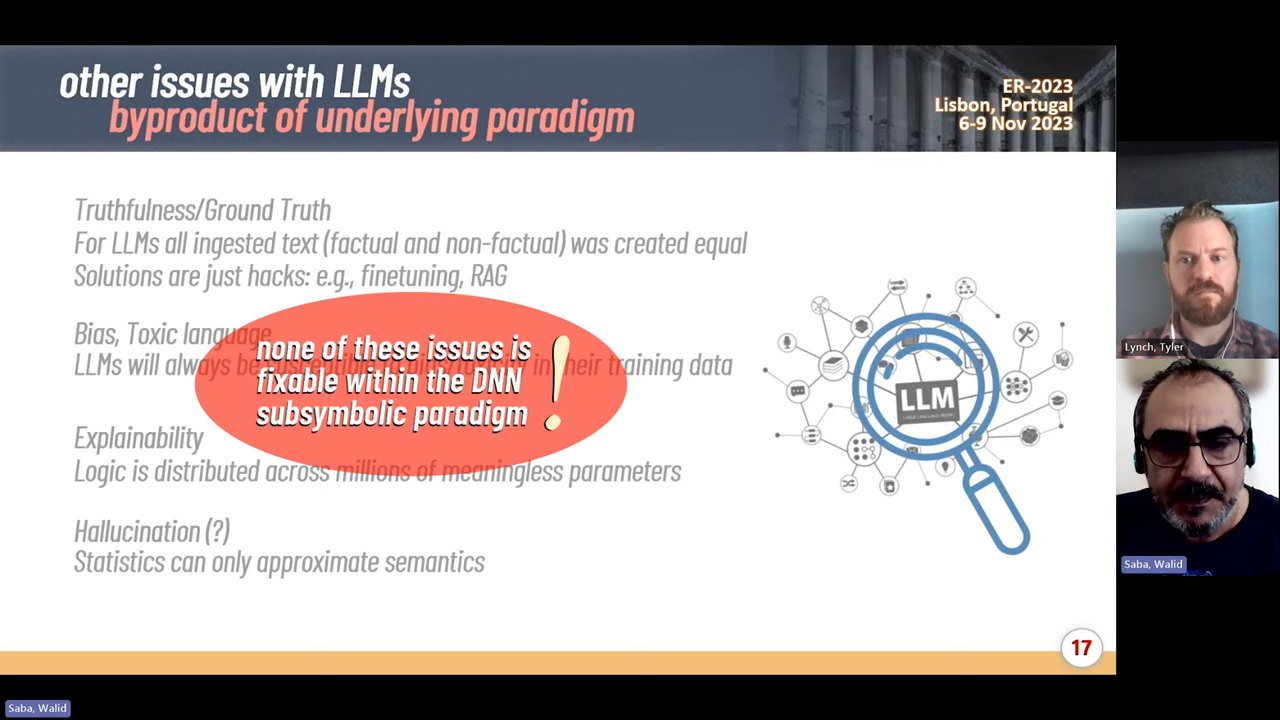 other issues with LLMs
byproduct of underlying paradigm
ER-2023
Lisbon, Portugal
6-9 Nov 2023
Truthfulness/Ground Truth
For LLMs all ingested text (factual and non-factual) was created equal
Solutions are just hacks: e.g., finetuning, RAG
Bias, Toxic language
LLMs will always be in their training data
none of these issues is
fixable within the DNN
subsymbolic paradigm
!
Explainability
Logic is distributed across millions of meaningless parameters
Hallucination (?)
Statistics can only approximate semantics
LLM
17
Lynch, Tyler
Saba, Walid
Saba, Walid